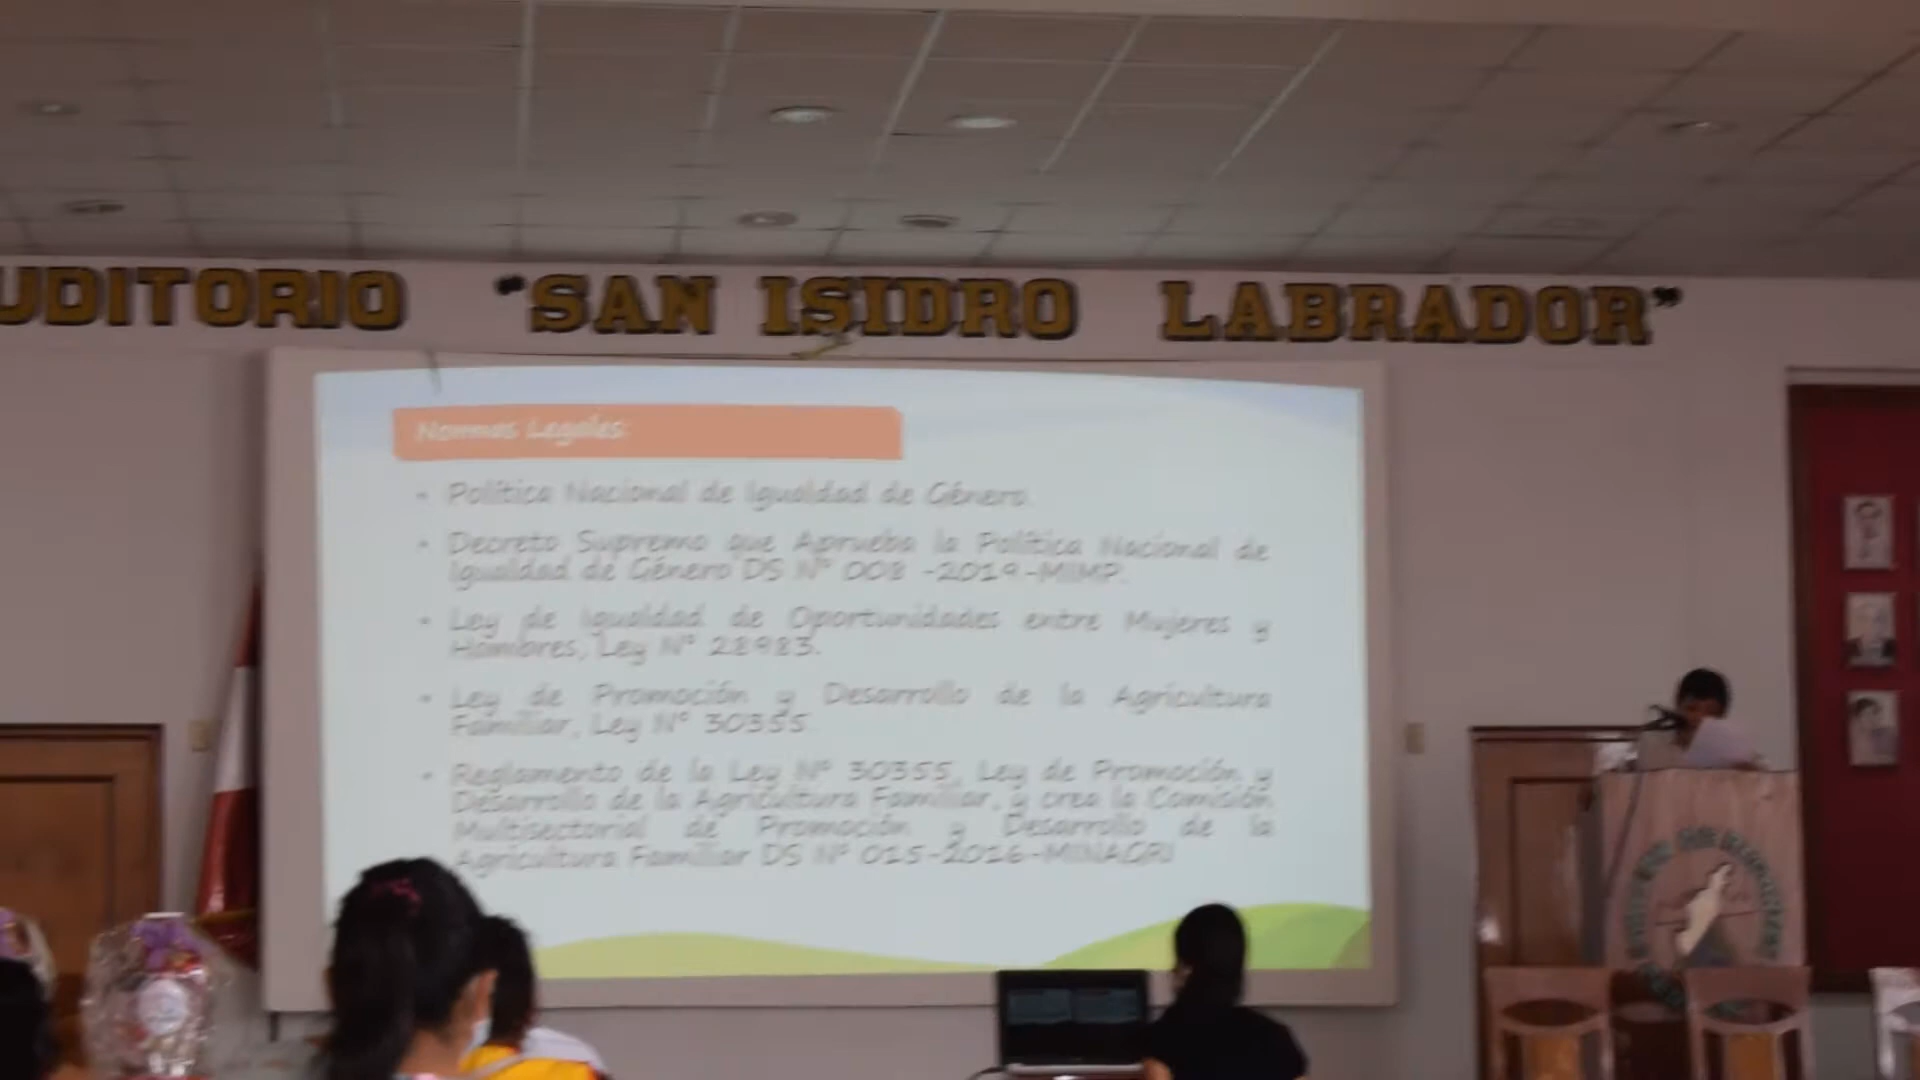 UDITORIO "SAN ISIDRO LABRADOR"
Normas Legales:
• Política Nacional de Igualdad de Género.
• Decreto Supremo que Aprueba la Política Nacional de
Igualdad de Género DS N° 008 -2019-MIMP.
• Ley de Igualdad de Oportunidades entre Mujeres y
Hombres, Ley N° 28983.
• Ley de Promoción y Desarrollo de la Agricultura
Familiar, Ley N° 30355
• Reglamento de la Ley N° 30355, Ley de Promoción y
Desarrollo de la Agricultura Familiar, y crea la Comisión
Multisectorial de Promoción y Desarrollo de la
Agricultura Familiar DS N° 015-2016-MINAGRI